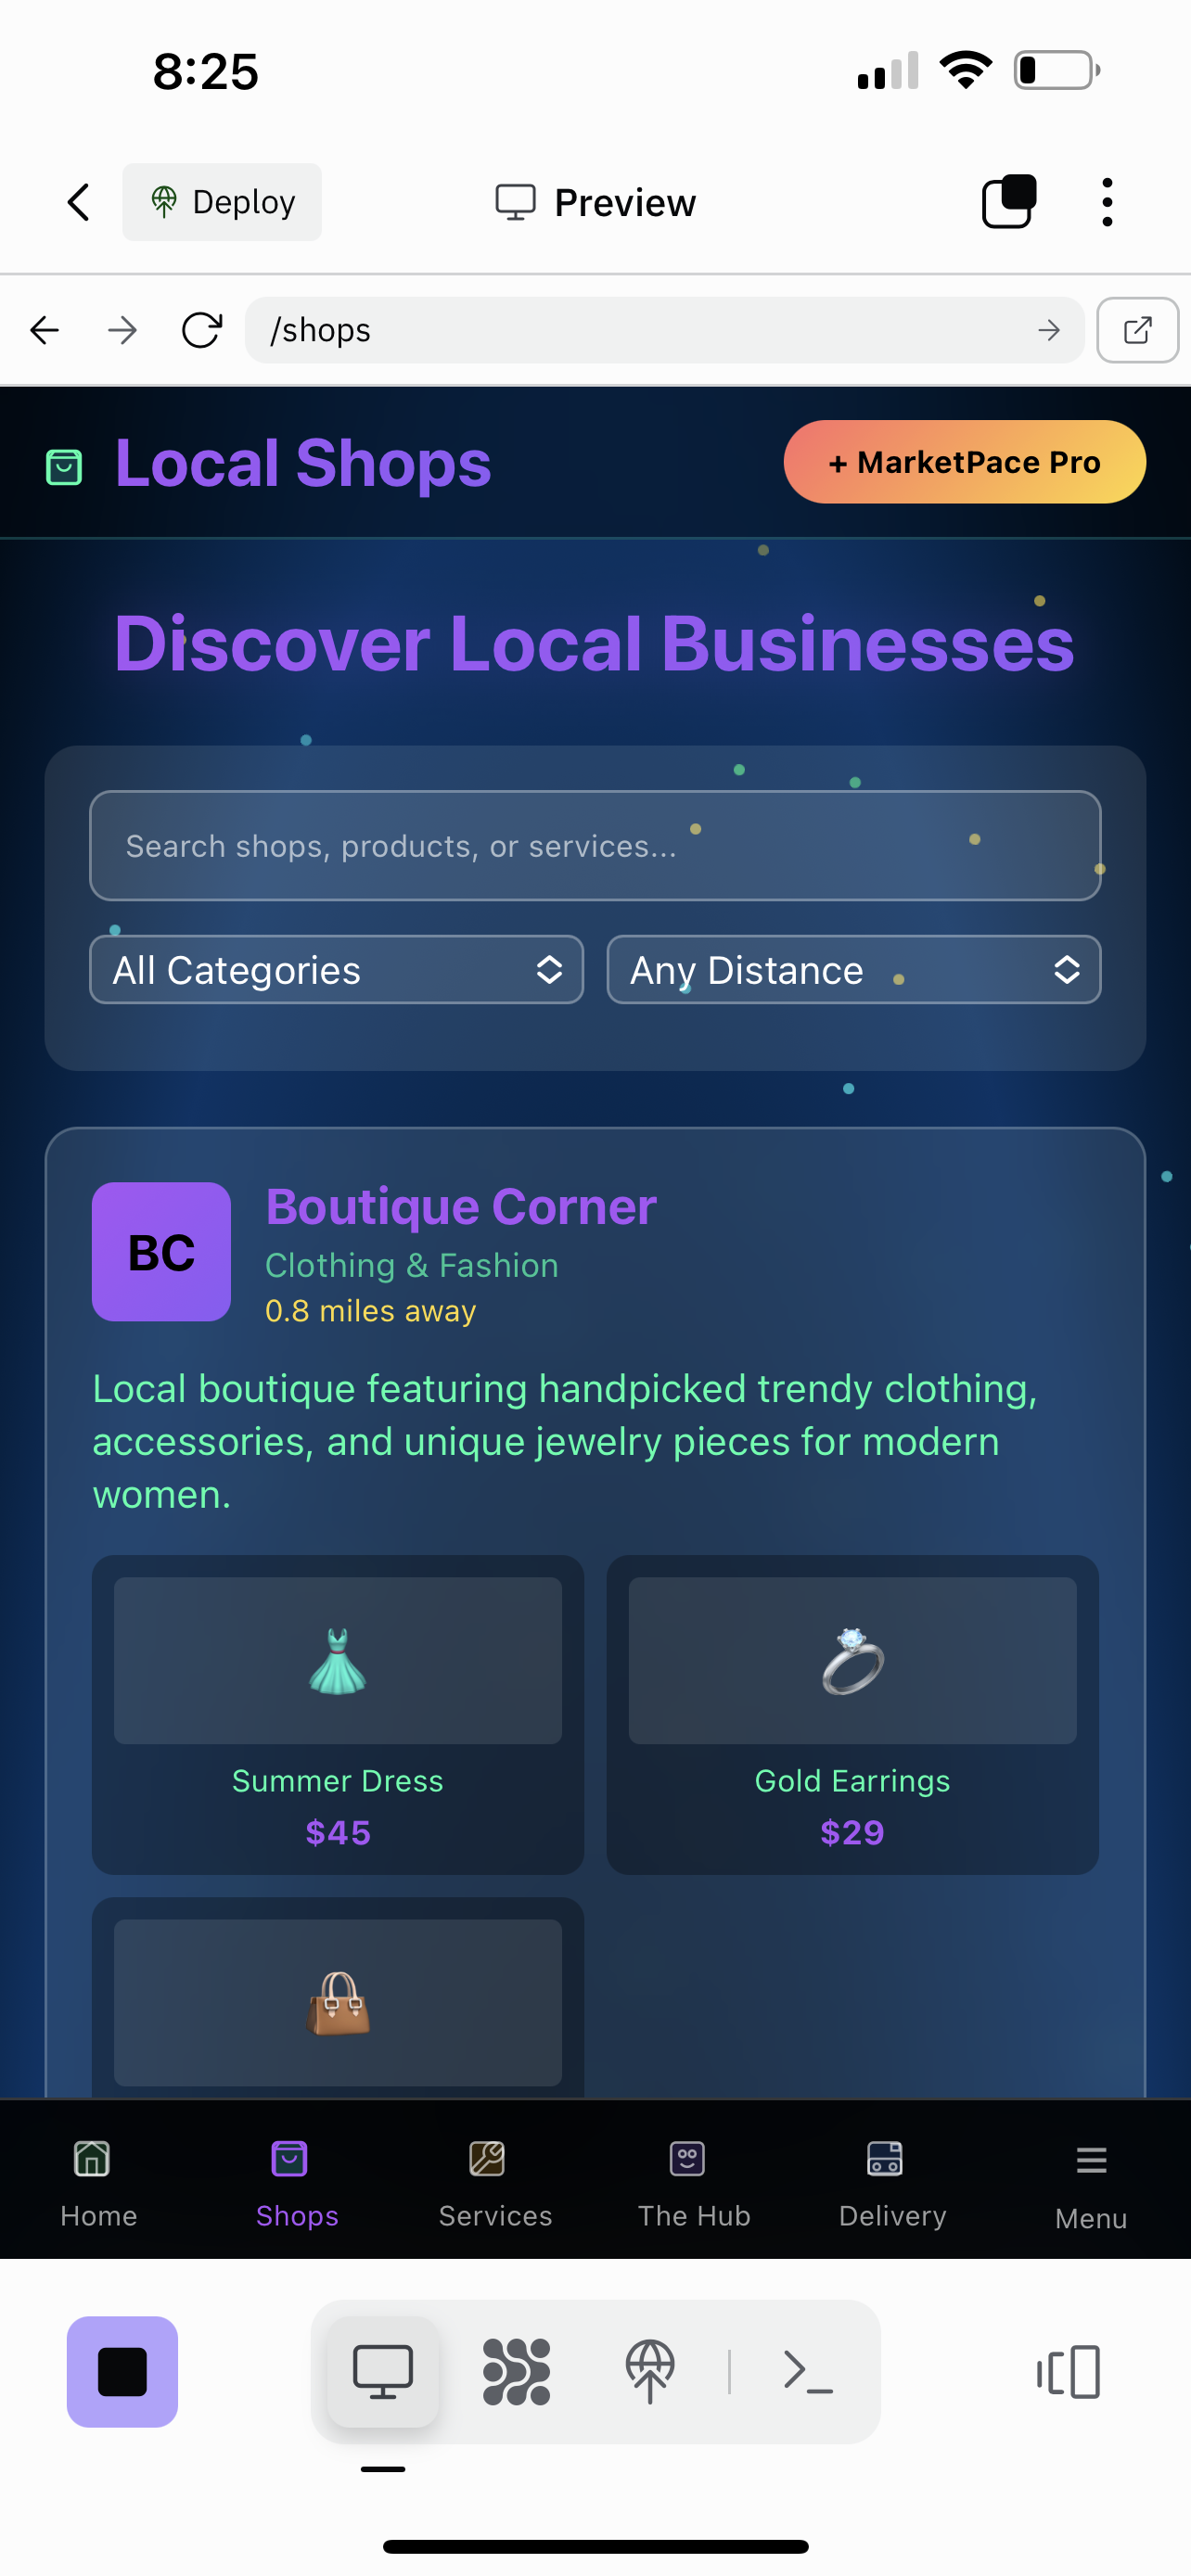 8:25
Deploy
Preview
/shops
Local Shops
+ MarketPace Pro
Discover Local Businesses
Search shops, products, or services...
All Categories
Any Distance
BC
Boutique Corner
Clothing & Fashion
0.8 miles away
Local boutique featuring handpicked trendy clothing,
accessories, and unique jewelry pieces for modern
women.
Summer Dress
$45
Gold Earrings
$29
Home
Shops
Services
The Hub
Delivery
Menu